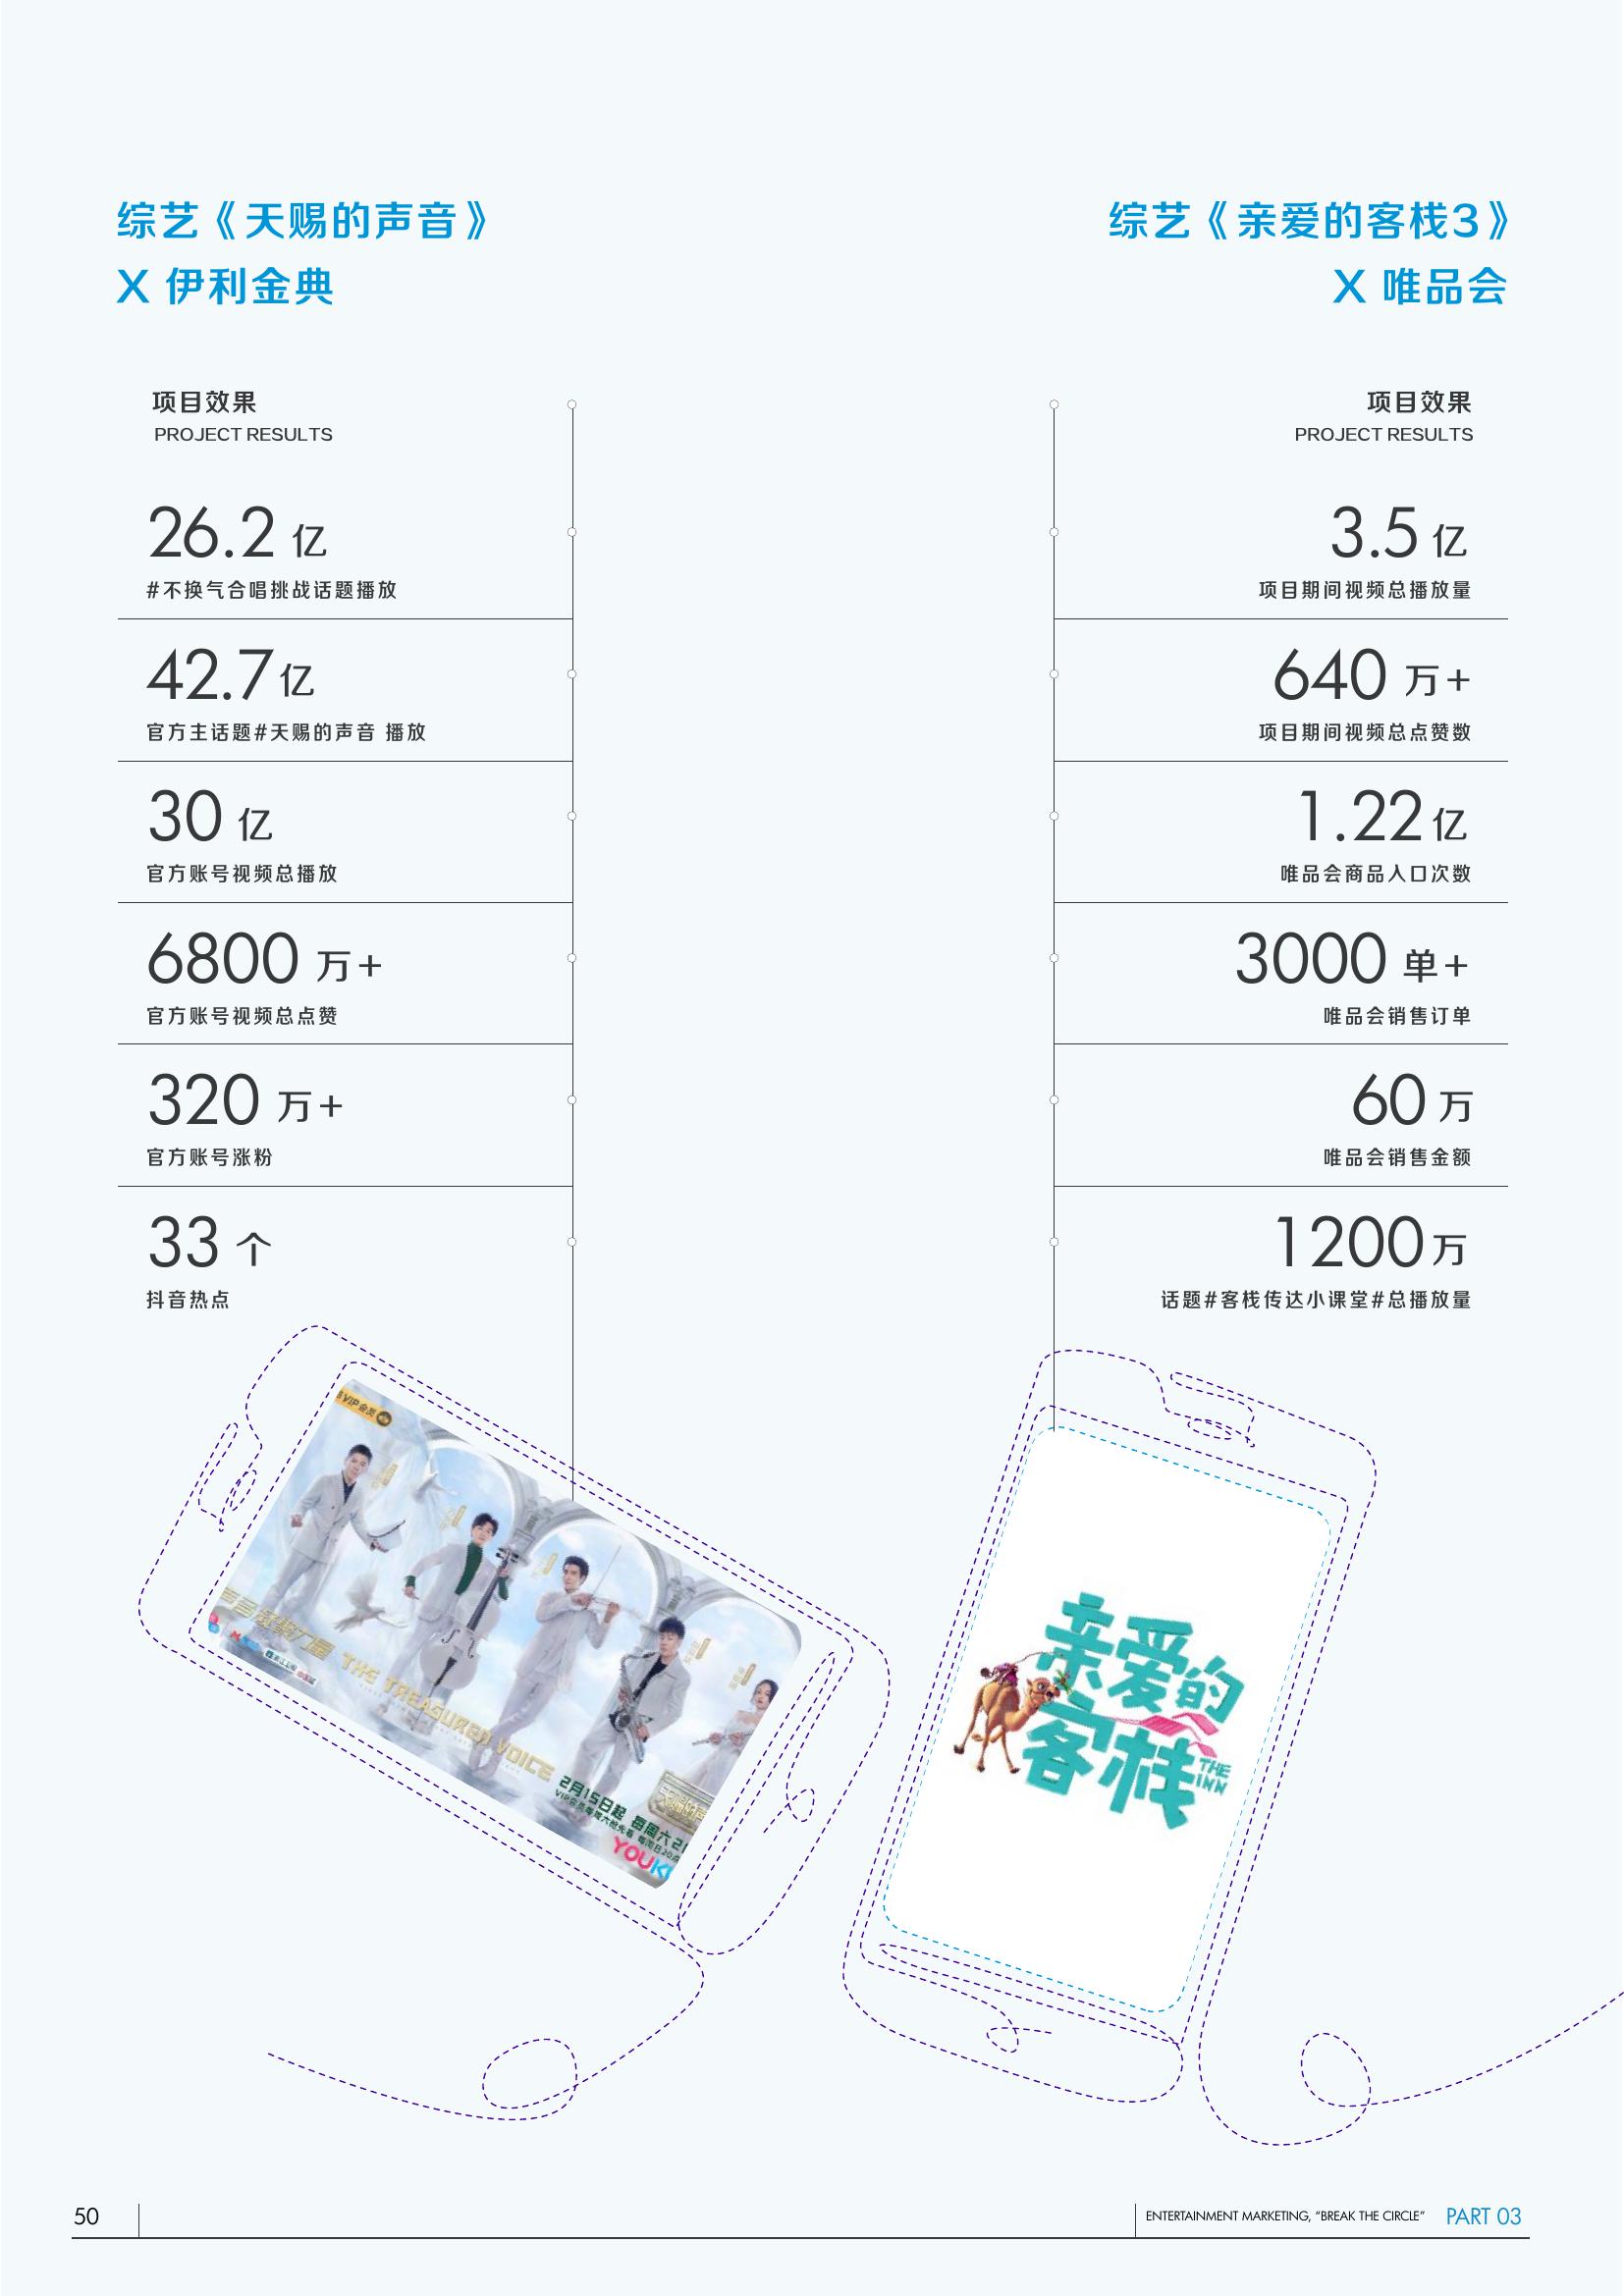 综艺《天赐的声音》
X 伊利金典
项目效果
PROJECT RESULTS
26.2 亿
#不换气合唱挑战话题播放
42.7亿
官方主话题#天赐的声音 播放
30 亿
官方账号视频总播放
6800 万+
官方账号视频总点赞
320 万+
官方账号涨粉
33 个
抖音热点
综艺《亲爱的客栈3》
X 唯品会
项目效果
PROJECT RESULTS
3.5 亿
项目期间视频总播放量
640 万+
项目期间视频总点赞数
1.22亿
唯品会商品入口次数
3000 单+
唯品会销售订单
60 万
唯品会销售金额
1200万
话题#客栈传达小课堂#总播放量
VIP会员
THE TREASURED VOICE
2月15日起 每周六
YOUKU
亲爱的
客栈
THE
INN
50
ENTERTAINMENT MARKETING, “BREAK THE CIRCLE” PART 03